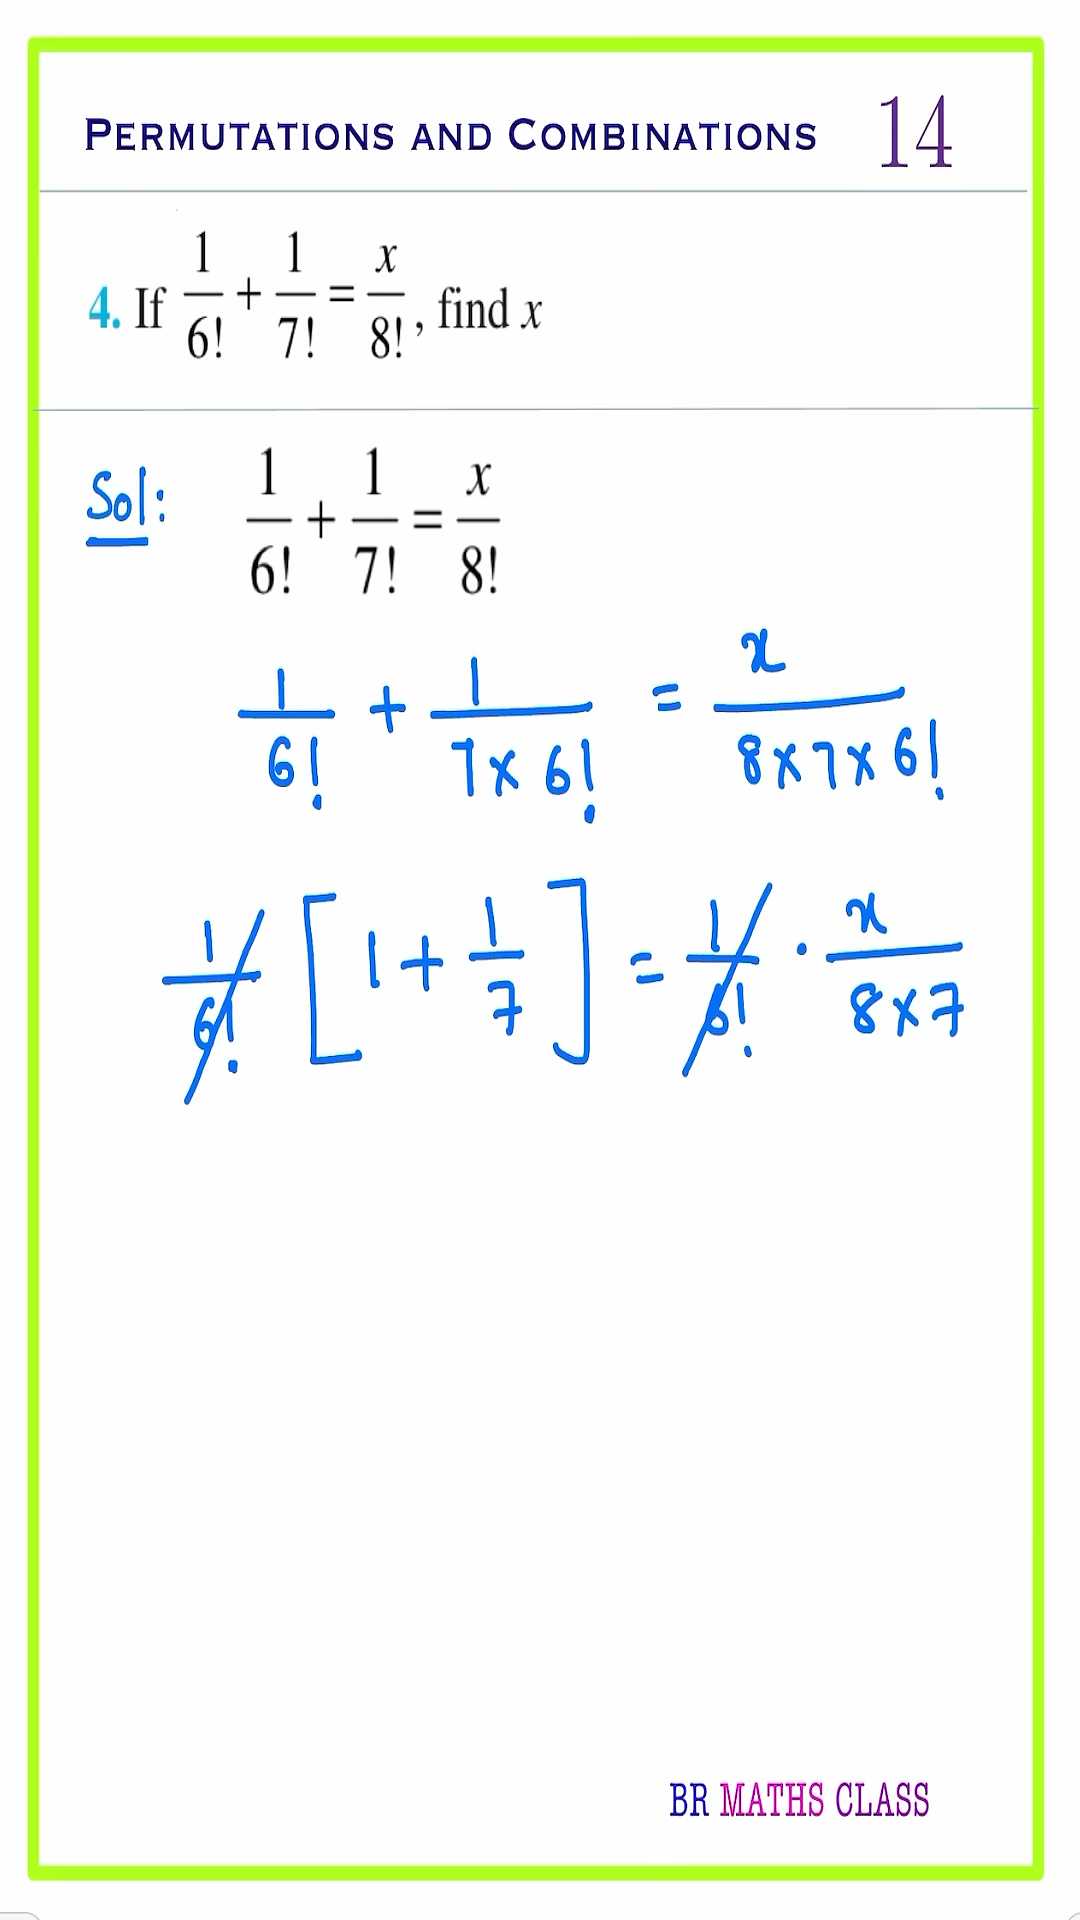 PERMUTATIONS AND COMBINATIONS 14
4. If 1/6! + 1/7! = x/8!, find x
Sol: 1/6! + 1/7! = x/8!
1/6! + 1/(7 × 6!) = x/(8 × 7 × 6!)
1/6! [1 + 1/7] = 1/6! · x/(8 × 7)
BR MATHS CLASS